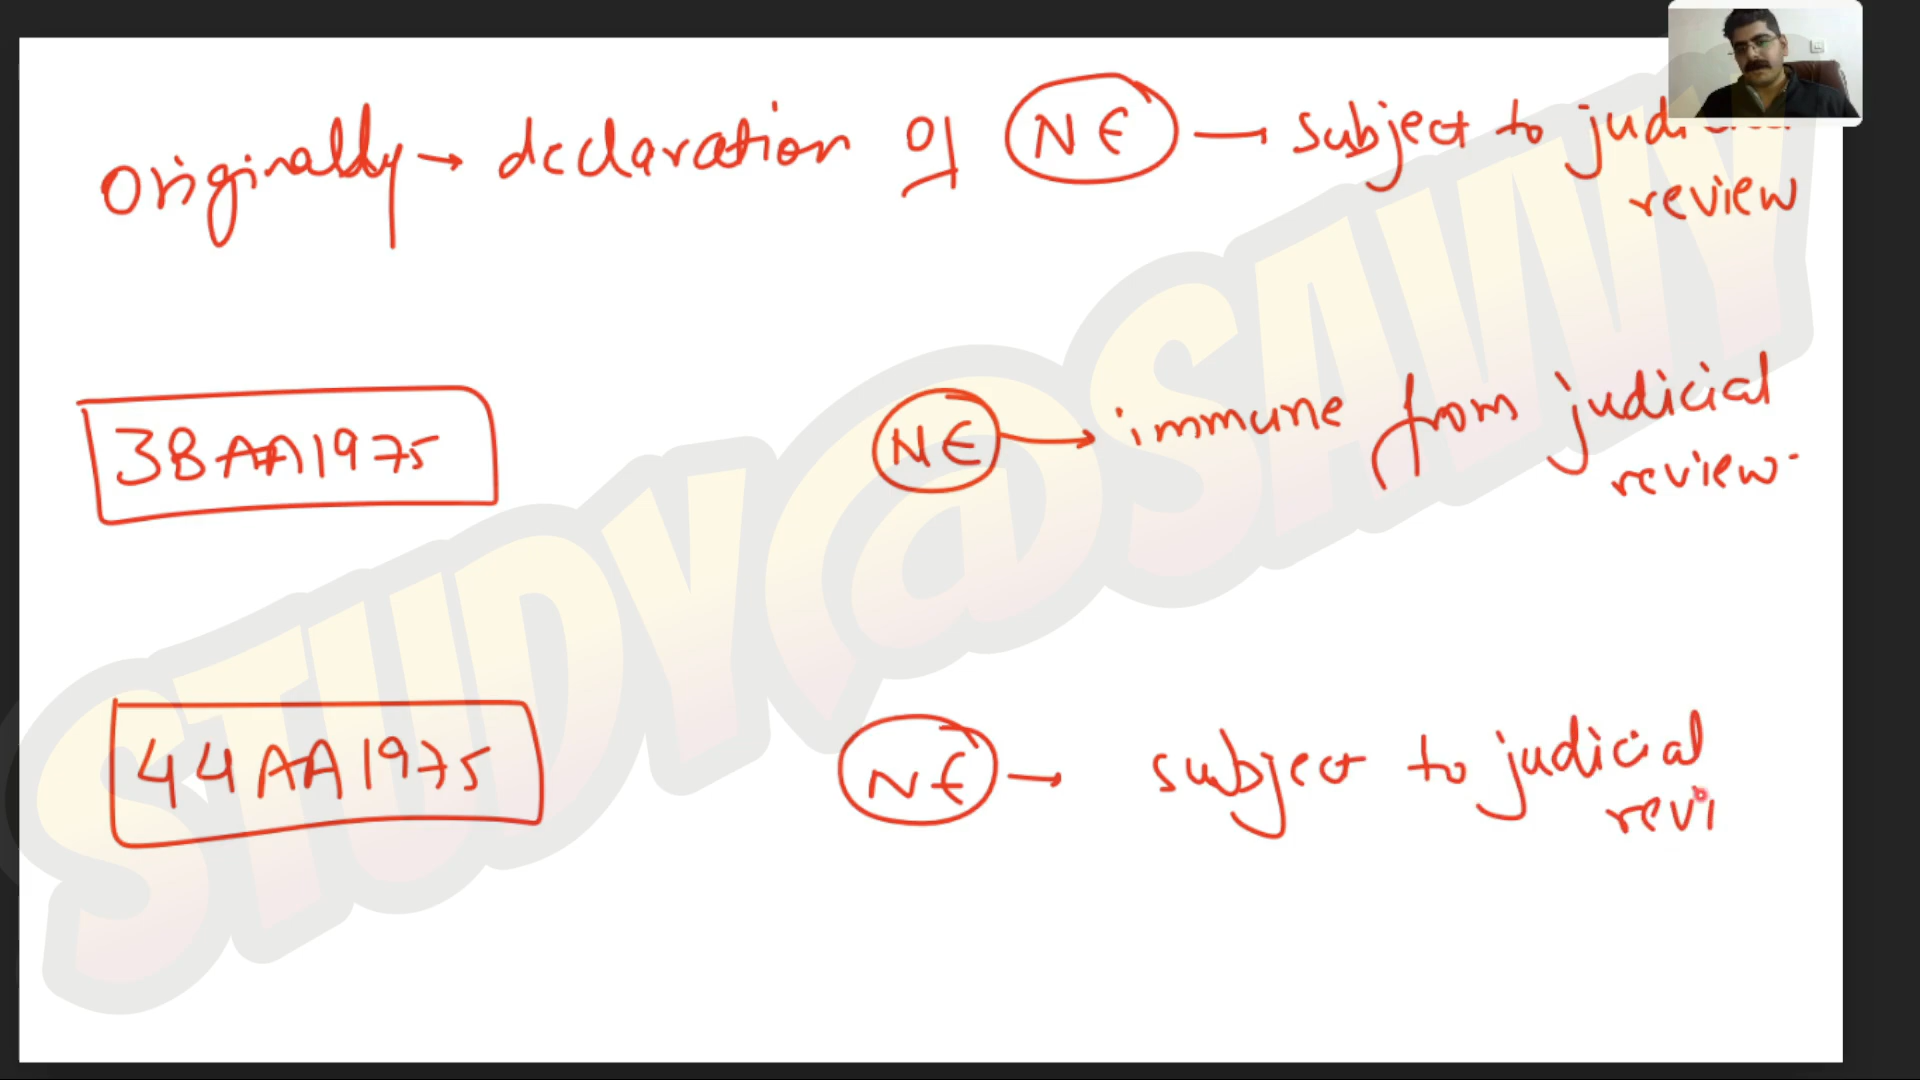 Originally → declaration of NE → subject to judicial
review
38AA1975 NE → immune from judicial
review.
44AA1975 NE → subject to judicial
revi
STUDY@SAVVY